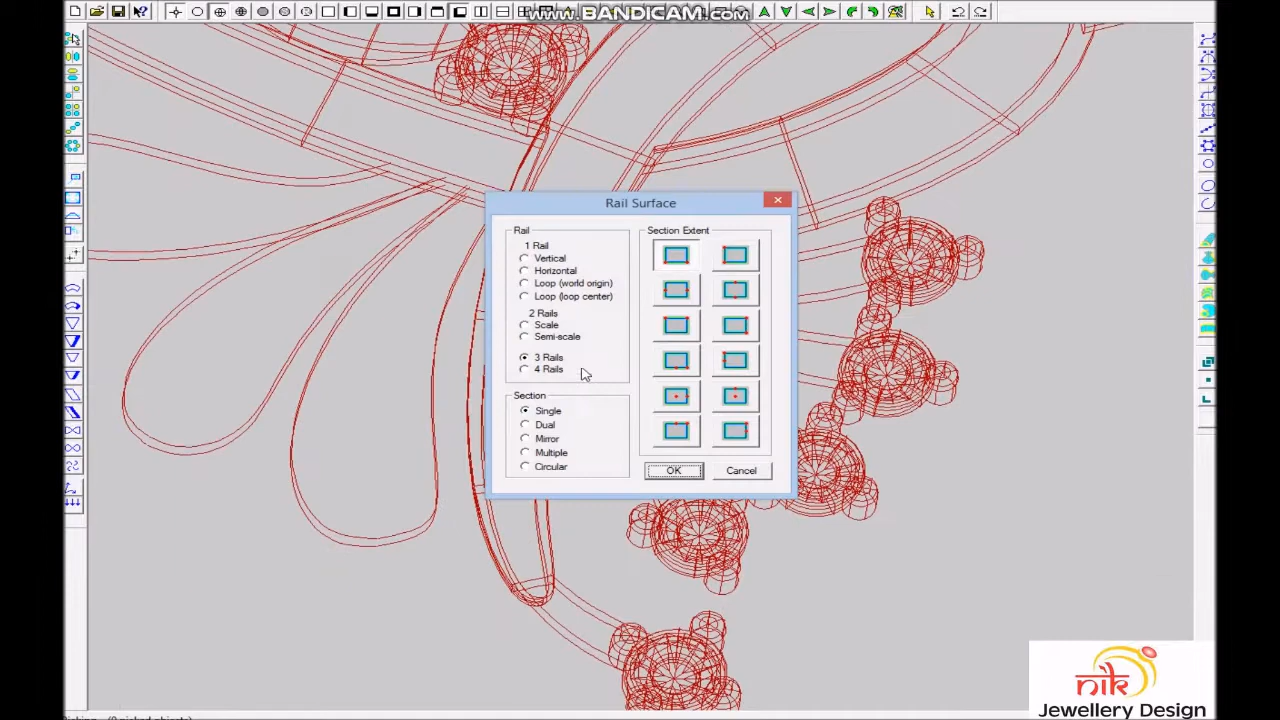 www.BANDICAM.com
Rail Surface
Rail
1 Rail
Vertical
Horizontal
Loop (world origin)
Loop (loop center)
2 Rails
Scale
Semi-scale
3 Rails
4 Rails
Section
Single
Dual
Mirror
Multiple
Circular
Section Extent
OK
Cancel
nik
Jewellery Design